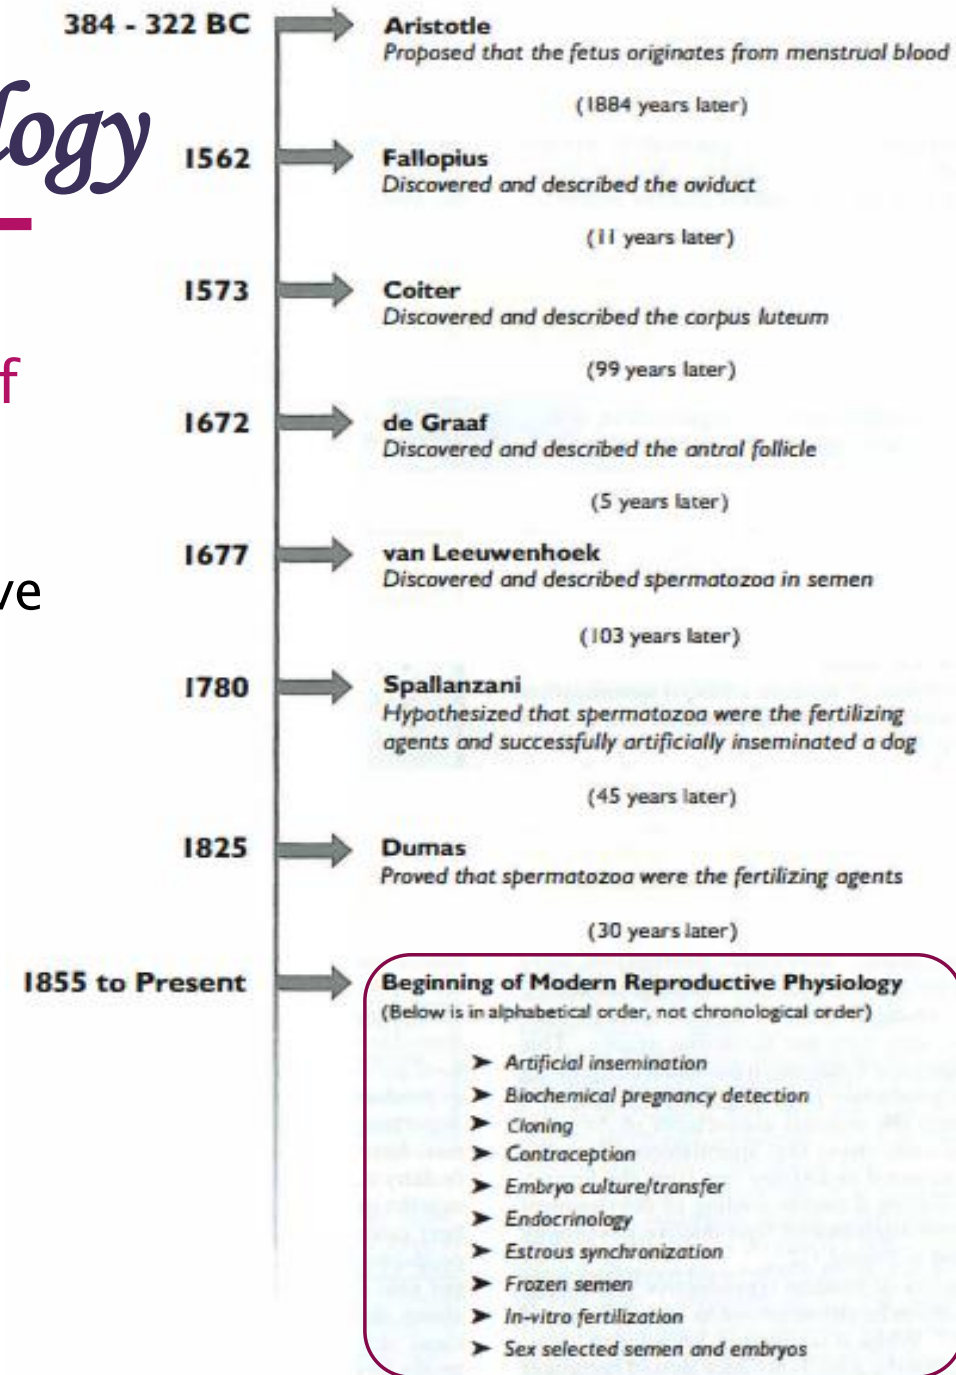 logy
f
ve
384 - 322 BC
Aristotle
Proposed that the fetus originates from menstrual blood
(1884 years later)
1562
Fallopius
Discovered and described the oviduct
(11 years later)
1573
Coiter
Discovered and described the corpus luteum
(99 years later)
1672
de Graaf
Discovered and described the antral follicle
(5 years later)
1677
van Leeuwenhoek
Discovered and described spermatozoa in semen
(103 years later)
1780
Spallanzani
Hypothesized that spermatozoa were the fertilizing
agents and successfully artificially inseminated a dog
(45 years later)
1825
Dumas
Proved that spermatozoa were the fertilizing agents
(30 years later)
1855 to Present
Beginning of Modern Reproductive Physiology
(Below is in alphabetical order, not chronological order)
➤ Artificial insemination
➤ Biochemical pregnancy detection
➤ Cloning
➤ Contraception
➤ Embryo culture/transfer
➤ Endocrinology
➤ Estrous synchronization
➤ Frozen semen
➤ In-vitro fertilization
➤ Sex selected semen and embryos